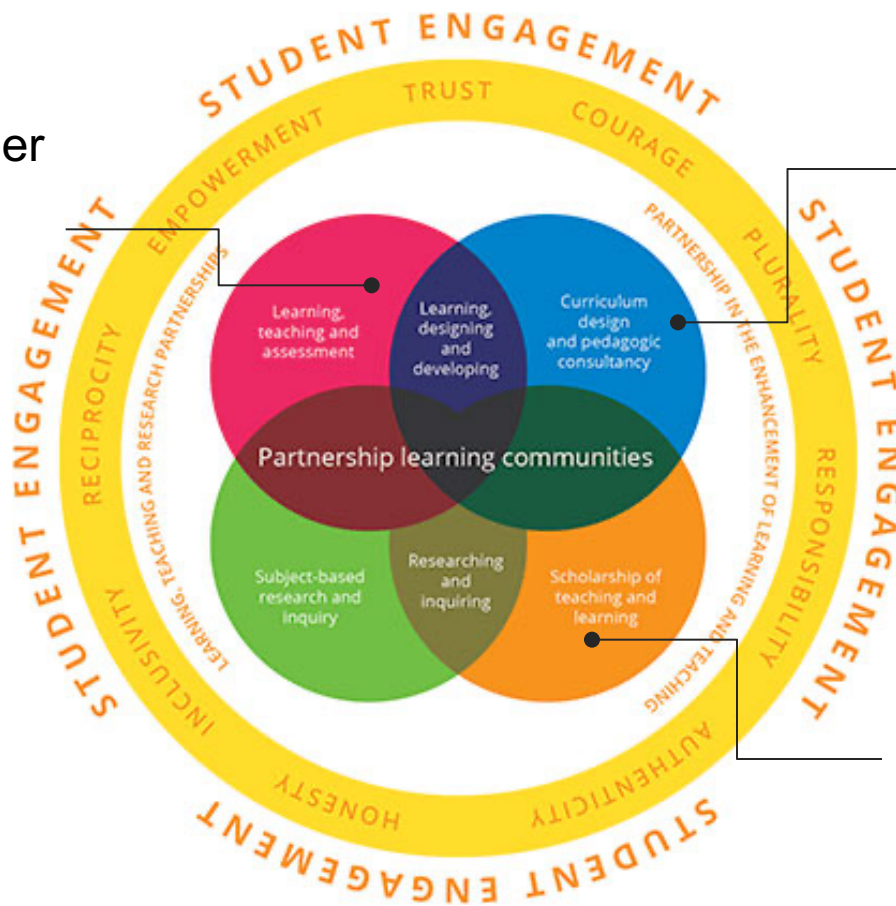 STUDENT ENGAGEMENT
er
TRUST
COURAGE
EMPOWERMENT
PLURALITY
STUDENT ENGAGEMENT
STUDENT ENGAGEMENT
RECIPROCITY
RESPONSIBILITY
LEARNING, TEACHING AND RESEARCH PARTNERSHIPS
PARTNERSHIP IN THE ENHANCEMENT OF LEARNING AND TEACHING
Learning,
teaching and
assessment
Learning,
designing
and
developing
Curriculum
design
and pedagogic
consultancy
Partnership learning communities
Subject-based
research and
inquiry
Researching
and
inquiring
Scholarship of
teaching and
learning
INCLUSIVITY
HONESTY
AUTHENTICITY
STUDENT ENGAGEMENT